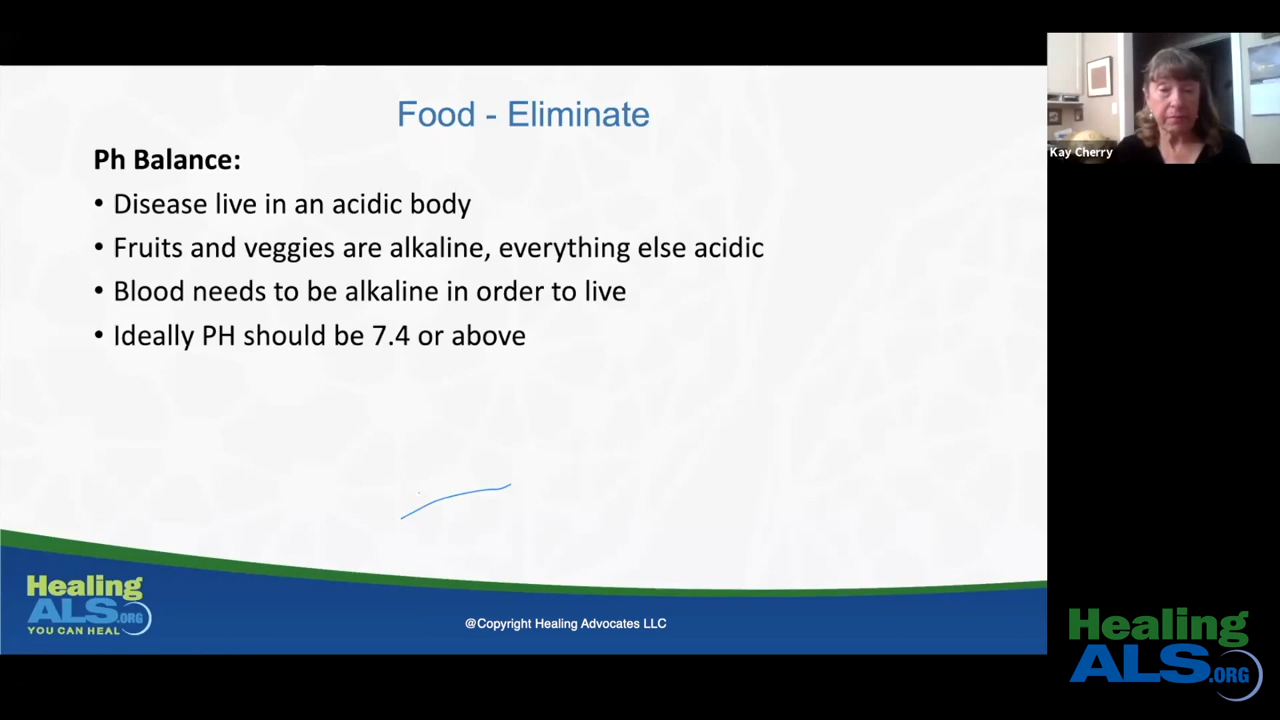 Food - Eliminate
Ph Balance:
• Disease live in an acidic body
• Fruits and veggies are alkaline, everything else acidic
• Blood needs to be alkaline in order to live
• Ideally PH should be 7.4 or above
Healing
ALS.ORG
YOU CAN HEAL
@Copyright Healing Advocates LLC
Kay Cherry
Healing
ALS.ORG